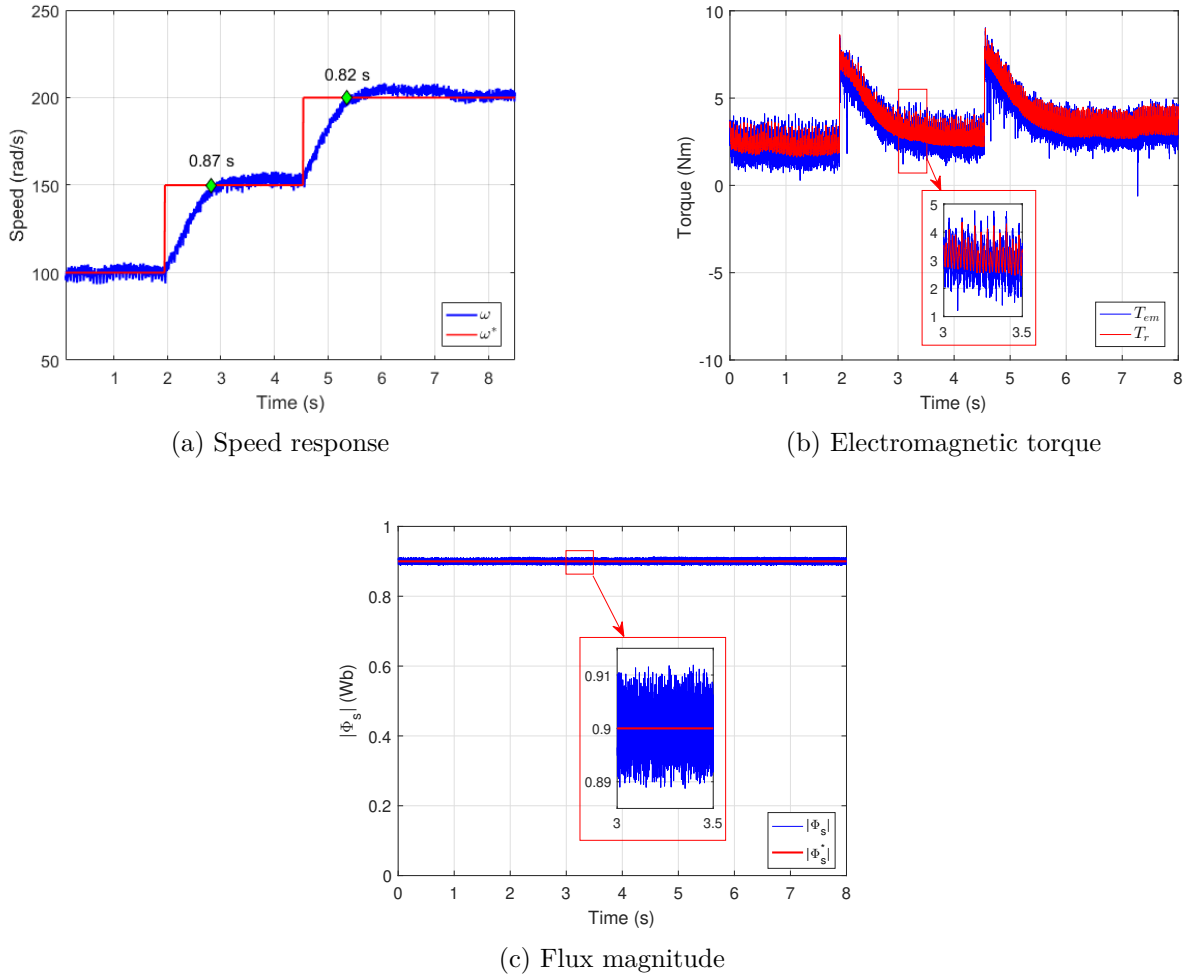 250
200
150
100
50
Speed (rad/s)
0.87 s
0.82 s
ω
ω*
1 2 3 4 5 6 7 8
Time (s)
(a) Speed response
10
5
0
-5
-10
Torque (Nm)
5
4
3
2
1
3 3.5
T_em
T_r
0 1 2 3 4 5 6 7 8
Time (s)
(b) Electromagnetic torque
1
0.8
0.6
0.4
0.2
0
|Φ_s| (Wb)
0.91
0.9
0.89
3 3.5
|Φ_s|
|Φ_s^*|
0 1 2 3 4 5 6 7 8
Time (s)
(c) Flux magnitude